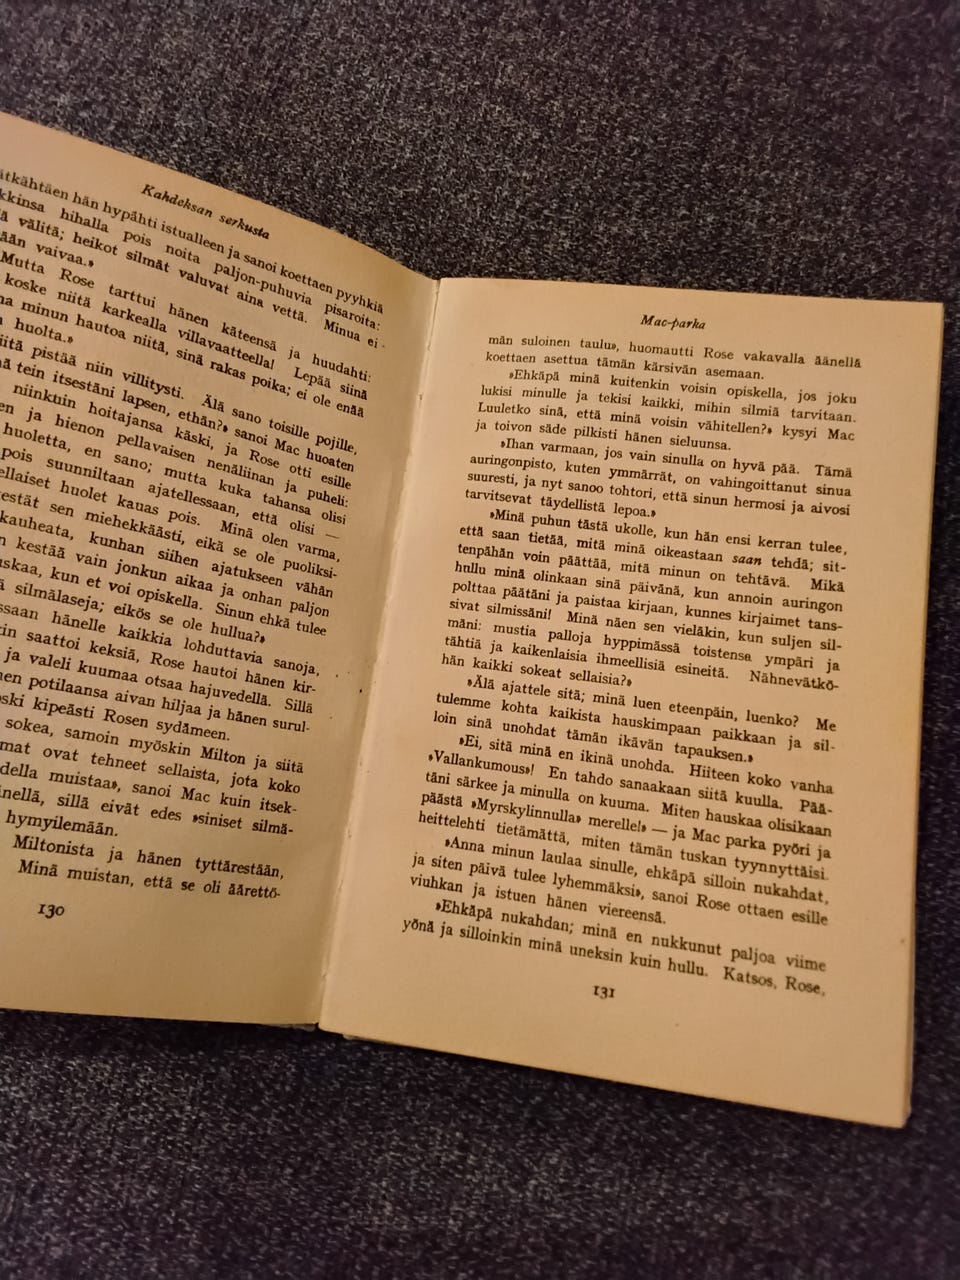 Kahdeksan serkusta
hän hypähti istualleen ja sanoi koettaen pyyhkiä
hihalla pois noita paljon-puhuvia pisaroita:
välitä; heikot silmät valuvat aina vettä. Minua ei
vaivaa.»
Mutta Rose tarttui hänen käteensä ja huudahti:
koske niitä karkealla villavaatteella! Lepää siinä
minun hautoa niitä, sinä rakas poika; ei ole enää
huolta.»
pistää niin villitysti. Älä sano toisille pojille,
tein itsestäni lapsen, ethän?» sanoi Mac huoaten
niinkuin hoitajansa käski, ja Rose otti esille
ja hienon pellavaisen nenäliinan ja puheli:
huoletta, en sano; mutta kuka tahansa olisi
pois suunniltaan ajatellessaan, että olisi —
huolet kauas pois. Minä olen varma,
sen miehekkäästi, eikä se ole puoliksi-
kauheata, kunhan siihen ajatukseen vähän
kestää vain jonkun aikaa ja onhan paljon
kun et voi opiskella. Sinun ehkä tulee
silmälaseja; eikös se ole hullua?»
hänelle kaikkia lohduttavia sanoja,
saattoi keksiä, Rose hautoi hänen kir-
ja valeli kuumaa otsaa hajuvedellä. Sillä
potilaansa aivan hiljaa ja hänen surul-
kipeästi Rosen sydämeen.
sokea, samoin myöskin Milton ja siitä
ovat tehneet sellaista, jota koko
muistaa», sanoi Mac kuin itsek-
sillä eivät edes »siniset silmä-
hymyilemään.
Miltonista ja hänen tyttärestään,
Minä muistan, että se oli äärettö-
130
Mac-parka
män suloinen taulu», huomautti Rose vakavalla äänellä
koettaen asettua tämän kärsivän asemaan.
»Ehkäpä minä kuitenkin voisin opiskella, jos joku
lukisi minulle ja tekisi kaikki, mihin silmiä tarvitaan.
Luuletko sinä, että minä voisin vähitellen?» kysyi Mac
ja toivon säde pilkisti hänen sieluunsa.
»Ihan varmaan, jos vain sinulla on hyvä pää. Tämä
auringonpisto, kuten ymmärrät, on vahingoittanut sinua
suuresti, ja nyt sanoo tohtori, että sinun hermosi ja aivosi
tarvitsevat täydellistä lepoa.»
»Minä puhun tästä ukolle, kun hän ensi kerran tulee,
että saan tietää, mitä minä oikeastaan saan tehdä; sit-
tenpähän voin päättää, mitä minun on tehtävä. Mikä
hullu minä olinkaan sinä päivänä, kun annoin auringon
polttaa päätäni ja paistaa kirjaan, kunnes kirjaimet tans-
sivat silmissäni! Minä näen sen vieläkin, kun suljen sil-
mäni: mustia palloja hyppimässä toistensa ympäri ja
tähtiä ja kaikenlaisia ihmeellisiä esineitä. Nähnevätkö-
hän kaikki sokeat sellaisia?»
»Älä ajattele sitä; minä luen eteenpäin, luenko? Me
tulemme kohta kaikista hauskimpaan paikkaan ja sil-
loin sinä unohdat tämän ikävän tapauksen.»
»Ei, sitä minä en ikinä unohda. Hiiteen koko vanha
»Vallankumous»! En tahdo sanaakaan siitä kuulla. Pää-
täni särkee ja minulla on kuuma. Miten hauskaa olisikaan
päästä »Myrskylinnulla» merelle!» — ja Mac parka pyöri ja
heittelehti tietämättä, miten tämän tuskan tyynnyttäisi.
»Anna minun laulaa sinulle, ehkäpä silloin nukahdat,
ja siten päivä tulee lyhemmäksi», sanoi Rose ottaen esille
viuhkan ja istuen hänen viereensä.
»Ehkäpä nukahdan; minä en nukkunut paljoa viime
yönä ja silloinkin minä uneksin kuin hullu. Katsos, Rose,
131